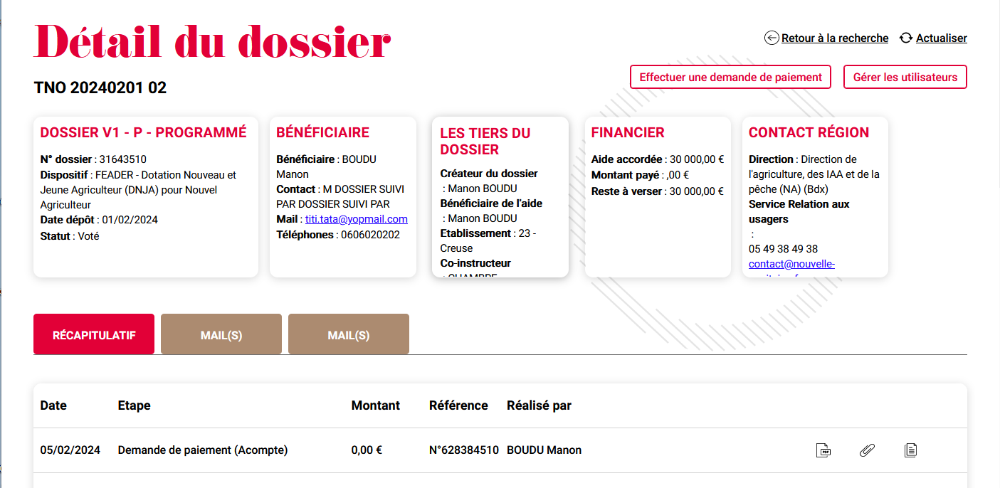 Détail du dossier
Retour à la recherche
Actualiser
TNO 20240201 02
Effectuer une demande de paiement
Gérer les utilisateurs
DOSSIER V1 - P - PROGRAMMÉ
N° dossier : 31643510
Dispositif : FEADER - Dotation Nouveau et
Jeune Agriculteur (DNJA) pour Nouvel
Agriculteur
Date dépôt : 01/02/2024
Statut : Voté
BÉNÉFICIAIRE
Bénéficiaire : BOUDU
Manon
Contact : M DOSSIER SUIVI
PAR DOSSIER SUIVI PAR
Mail : titi.tata@yopmail.com
Téléphones : 0606020202
LES TIERS DU
DOSSIER
Créateur du dossier
: Manon BOUDU
Bénéficiaire de l'aide
: Manon BOUDU
Etablissement : 23 -
Creuse
Co-instructeur
: CHAMBRE
FINANCIER
Aide accordée : 30 000,00 €
Montant payé : ,00 €
Reste à verser : 30 000,00 €
CONTACT RÉGION
Direction : Direction de
l'agriculture, des IAA et de la
pêche (NA) (Bdx)
Service Relation aux
usagers
:
05 49 38 49 38
contact@nouvelle-
RÉCAPITULATIF
MAIL(S)
MAIL(S)
Date Etape Montant Référence Réalisé par
05/02/2024 Demande de paiement (Acompte) 0,00 € N°628384510 BOUDU Manon
PDF